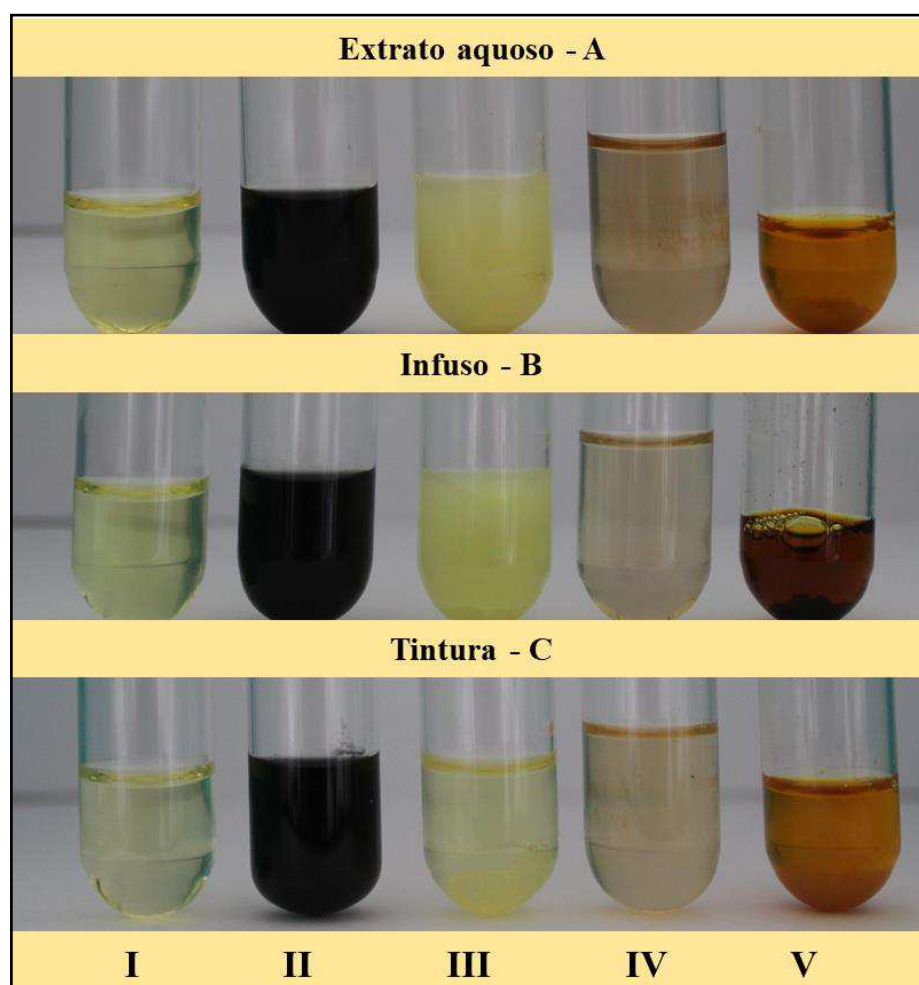 Extrato aquoso - A
Infuso - B
Tintura - C
I II III IV V